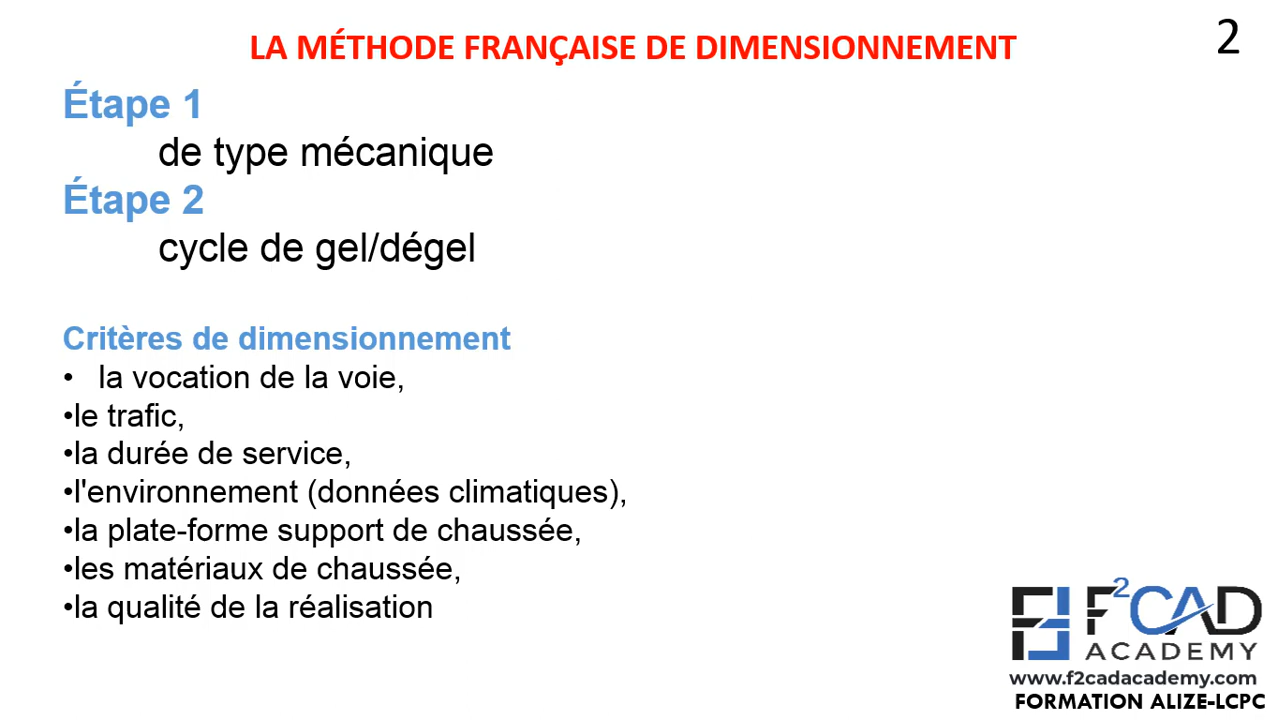 LA MÉTHODE FRANÇAISE DE DIMENSIONNEMENT
2
Étape 1
de type mécanique
Étape 2
cycle de gel/dégel
Critères de dimensionnement
• la vocation de la voie,
•le trafic,
•la durée de service,
•l'environnement (données climatiques),
•la plate-forme support de chaussée,
•les matériaux de chaussée,
•la qualité de la réalisation
F²CAD
ACADEMY
www.f2cadacademy.com
FORMATION ALIZE-LCPC